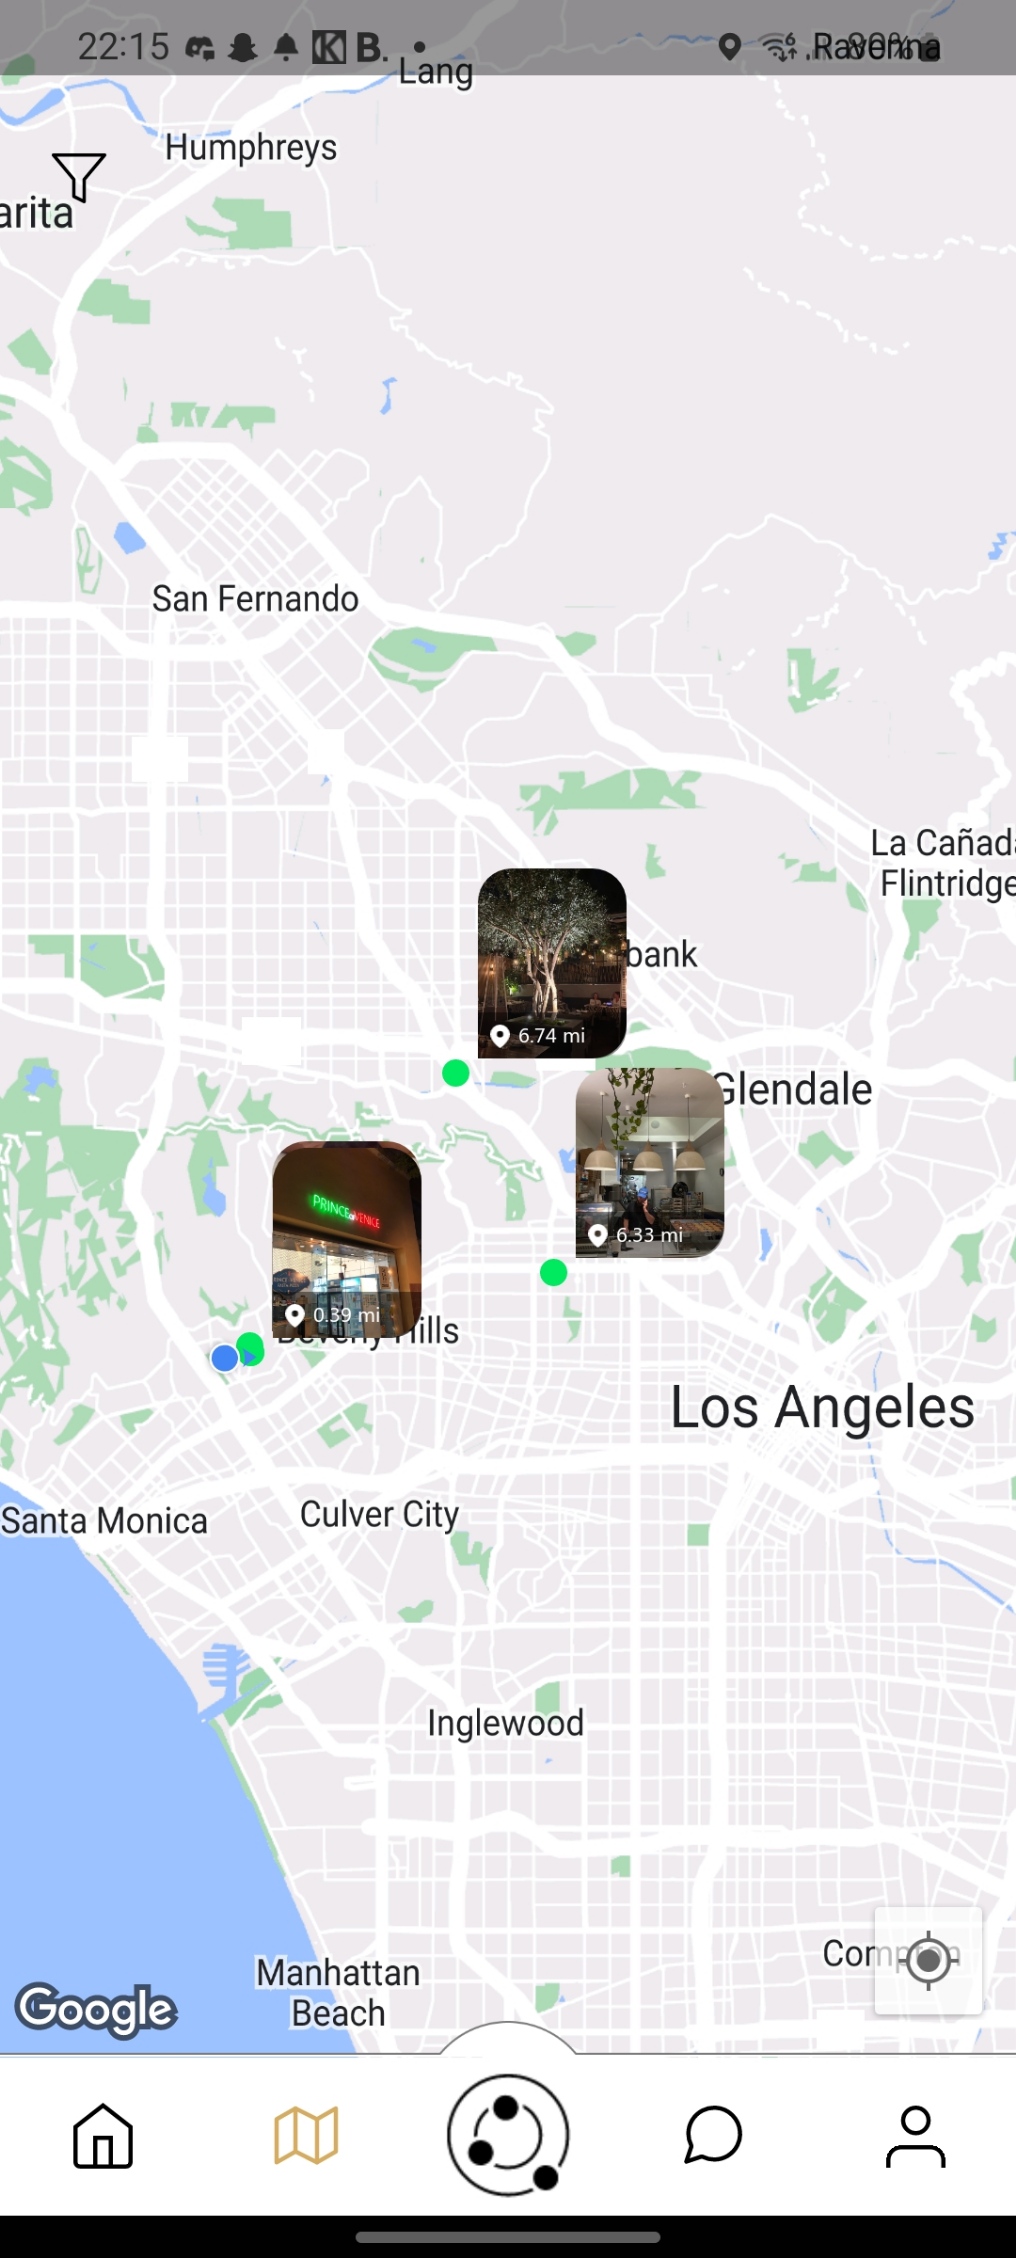 22:15
B.
Ravenna
Lang
Humphreys
arita
San Fernando
La Cañada
Flintridge
bank
6.74 mi
Glendale
PRINCE of VENICE
6.33 mi
0.39 mi
Beverly Hills
Los Angeles
Santa Monica
Culver City
Inglewood
Compton
Manhattan
Beach
Google